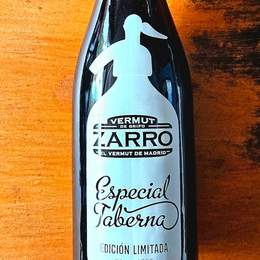 VERMUT
DE GRIFO
ZARRO
EL VERMUT DE MADRID
Especial
Taberna
EDICIÓN LIMITADA